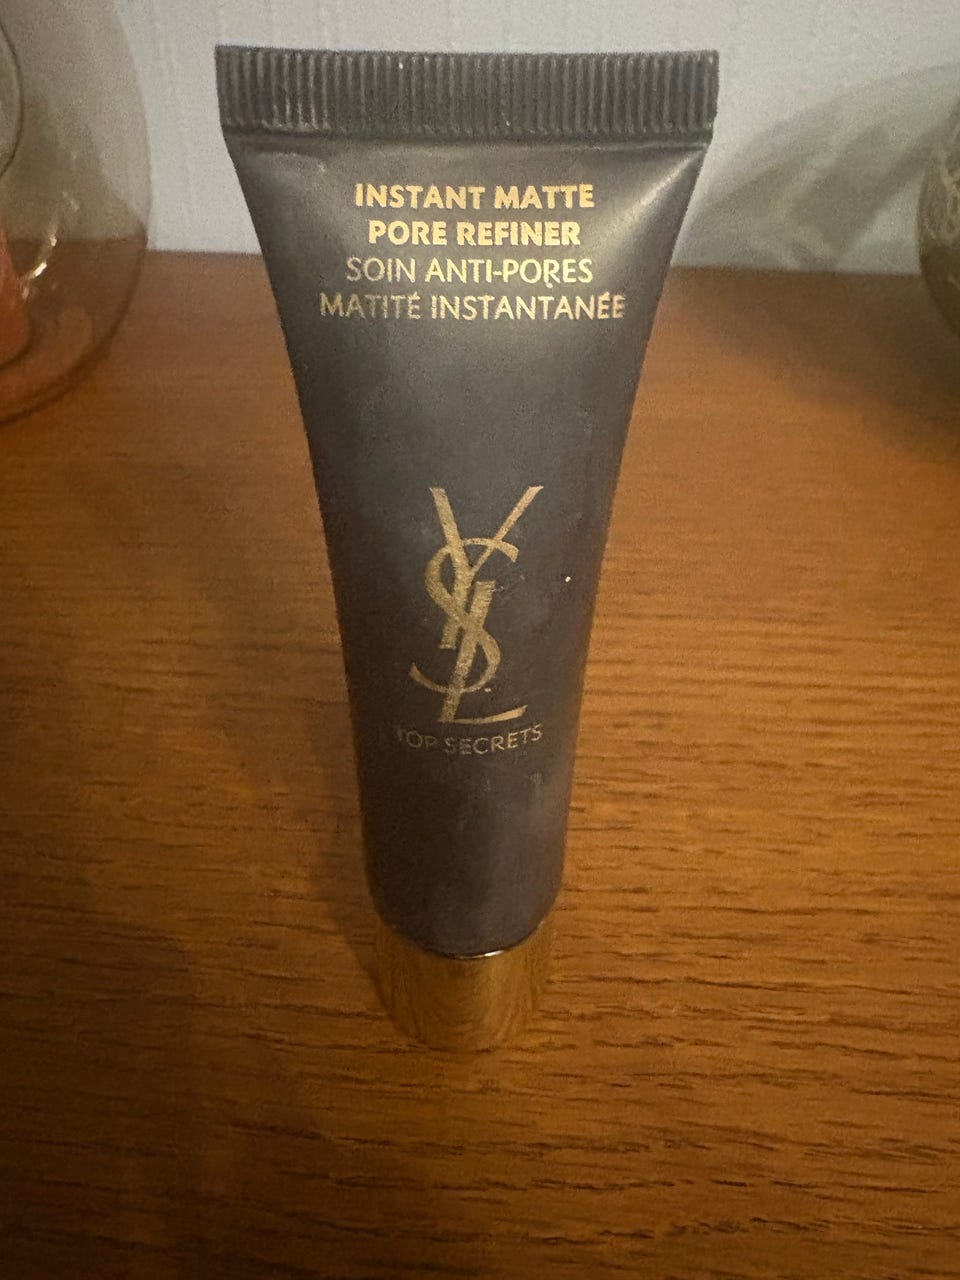 INSTANT MATTE
PORE REFINER
SOIN ANTI-PORES
MATITÉ INSTANTANÉE
YSL
TOP SECRETS